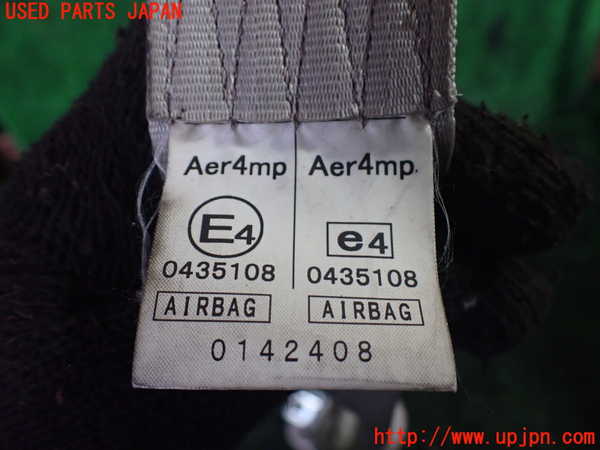 USED PARTS JAPAN
Aer4mp Aer4mp.
E4 e4
0435108 0435108
AIRBAG AIRBAG
0142408
http://www.upjpn.com/